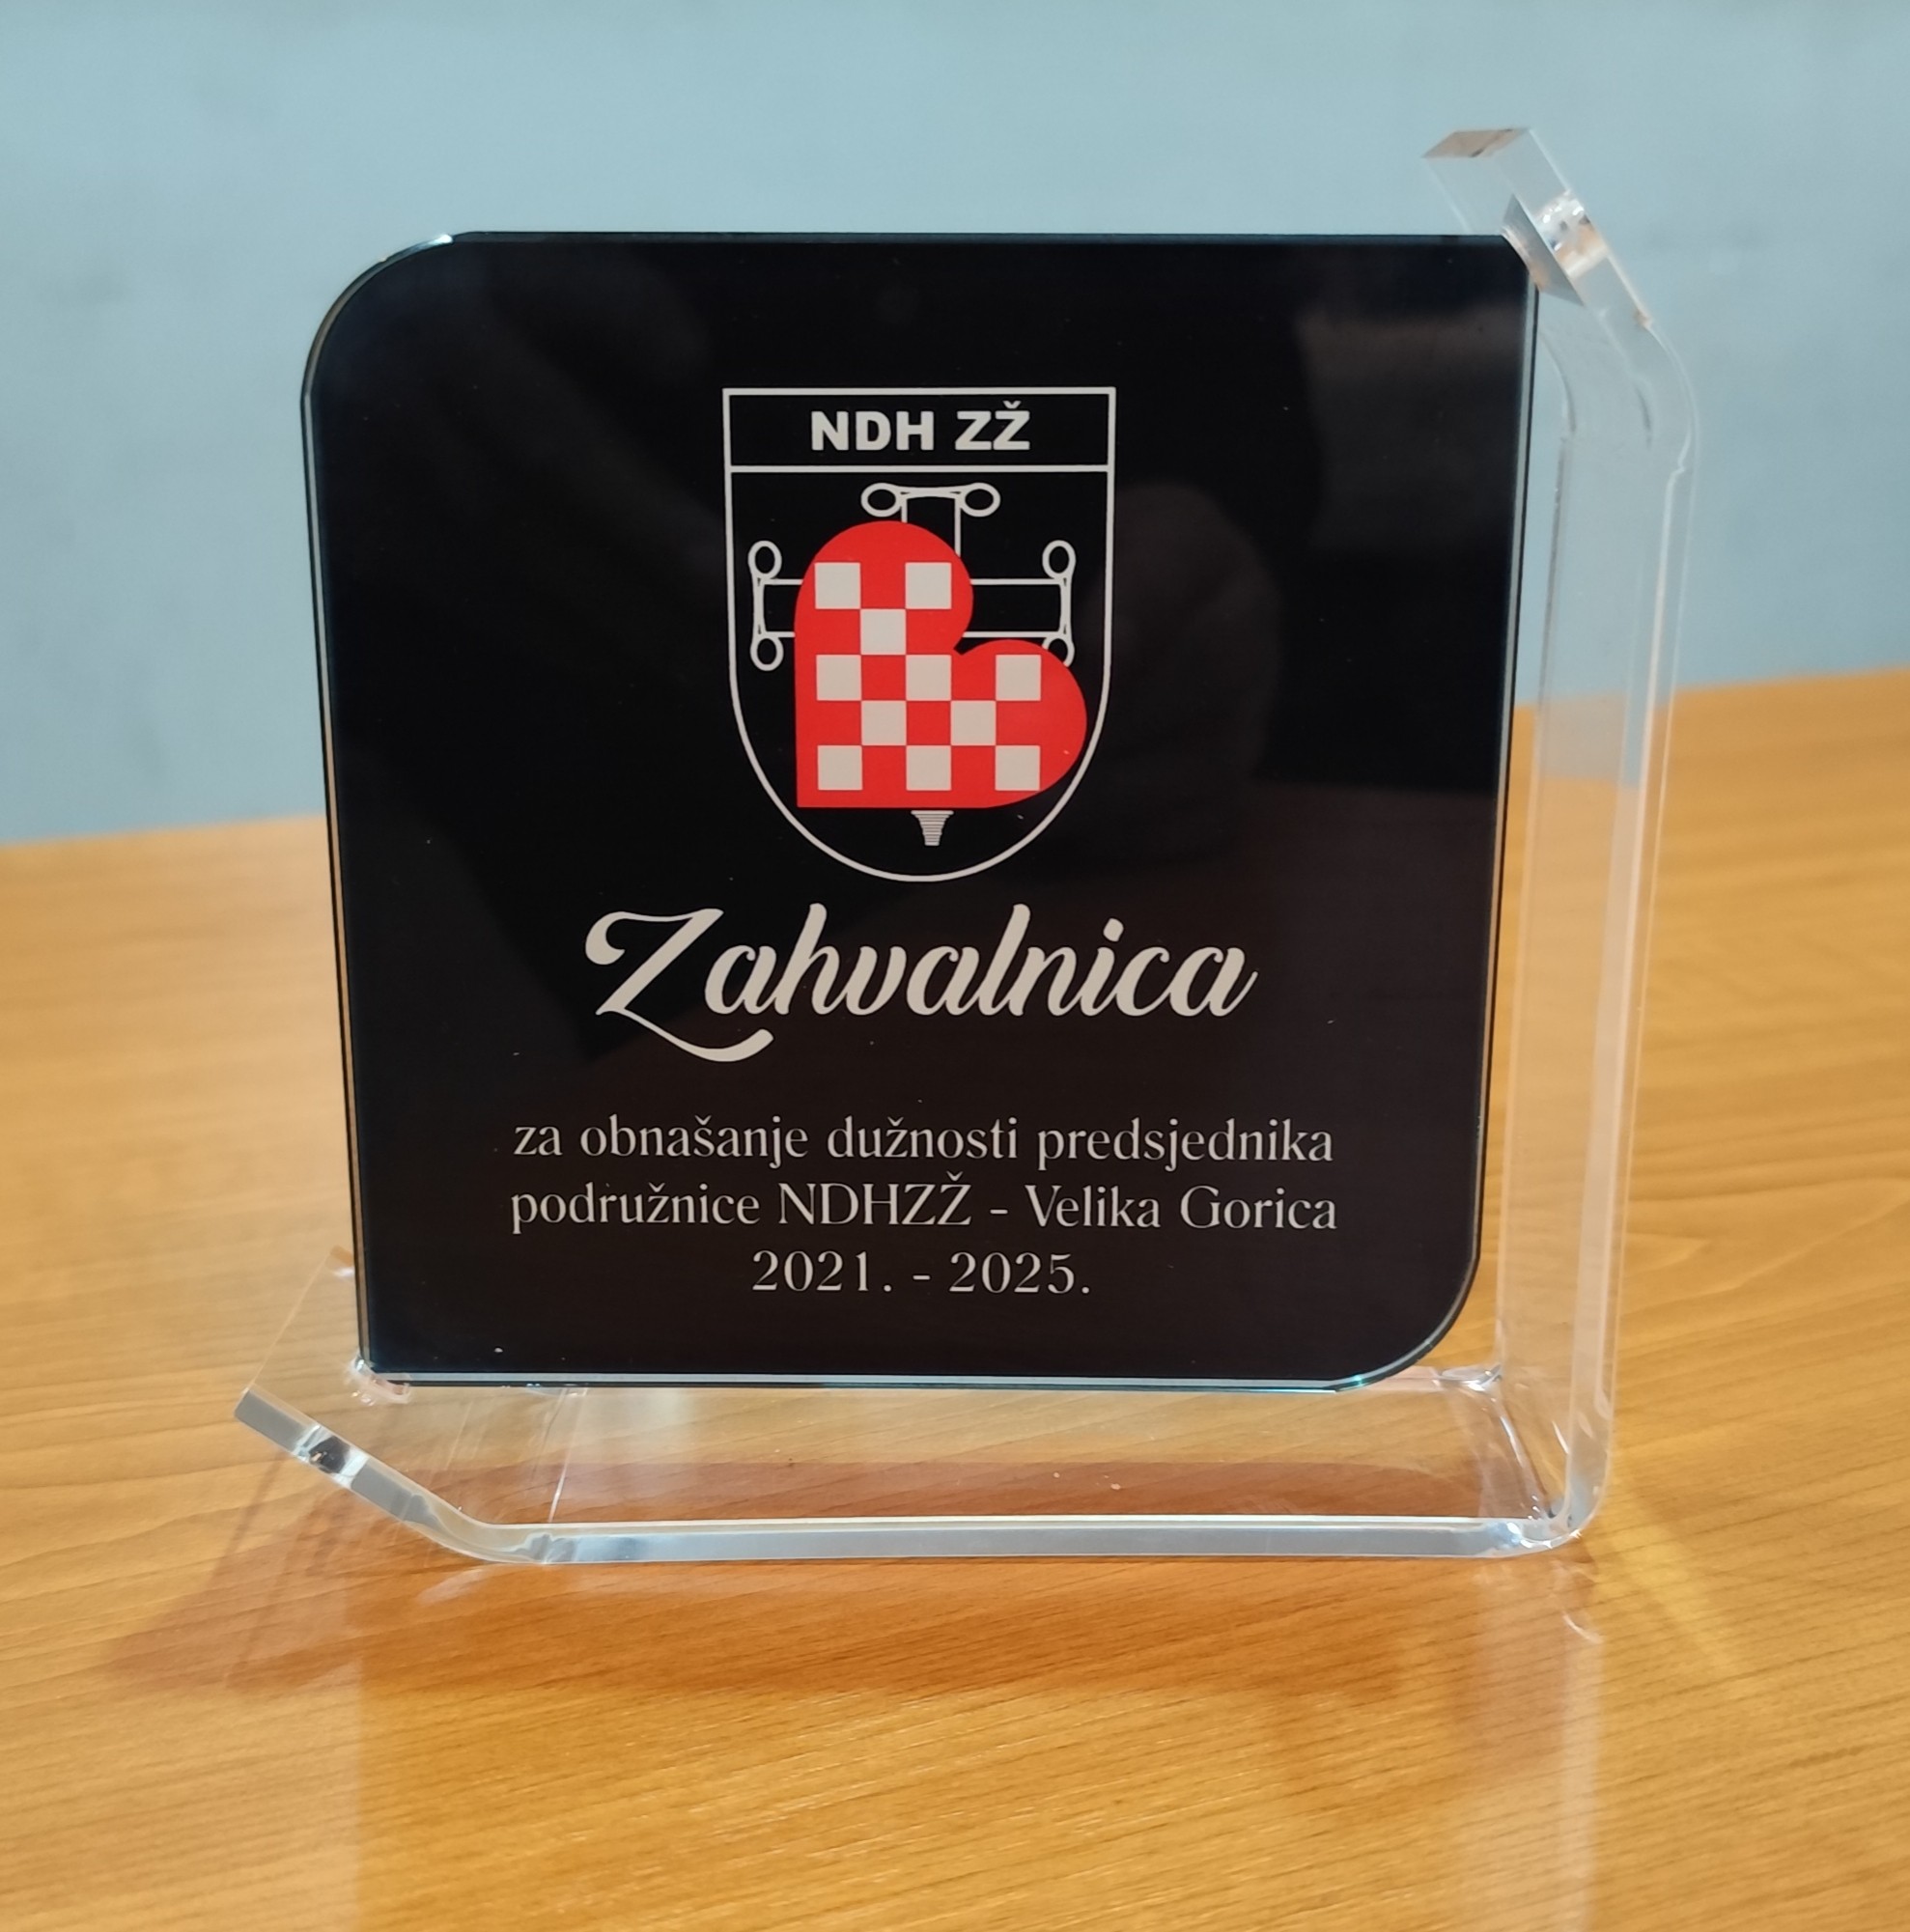 NDH ZŽ
Zahvalnica
za obnašanje dužnosti predsjednika
podružnice NDHZŽ - Velika Gorica
2021. - 2025.